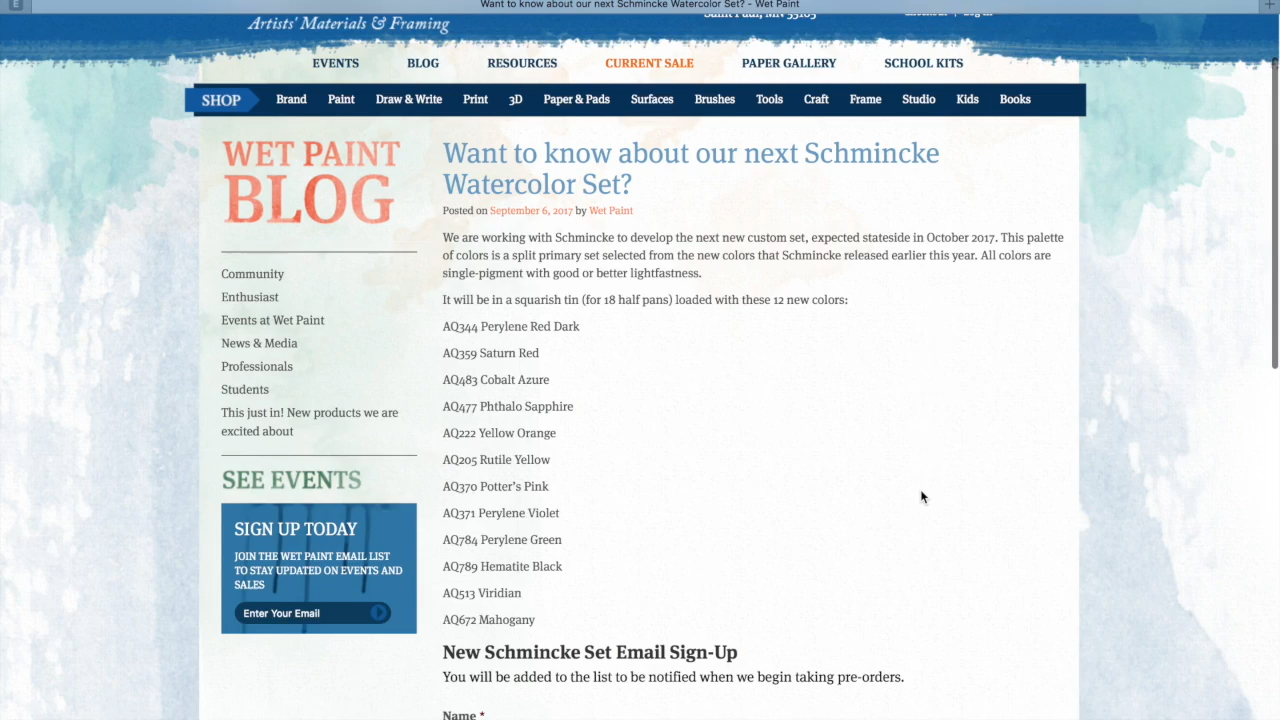 E
Want to know about our next Schmincke Watercolor Set? - Wet Paint
Artists' Materials & Framing
Saint Paul, MN 55105
EVENTS BLOG RESOURCES CURRENT SALE PAPER GALLERY SCHOOL KITS
SHOP Brand Paint Draw & Write Print 3D Paper & Pads Surfaces Brushes Tools Craft Frame Studio Kids Books
WET PAINT
BLOG
Community
Enthusiast
Events at Wet Paint
News & Media
Professionals
Students
This just in! New products we are
excited about
SEE EVENTS
SIGN UP TODAY
JOIN THE WET PAINT EMAIL LIST
TO STAY UPDATED ON EVENTS AND
SALES
Enter Your Email
Want to know about our next Schmincke
Watercolor Set?
Posted on September 6, 2017 by Wet Paint
We are working with Schmincke to develop the next new custom set, expected stateside in October 2017. This palette
of colors is a split primary set selected from the new colors that Schmincke released earlier this year. All colors are
single-pigment with good or better lightfastness.
It will be in a squarish tin (for 18 half pans) loaded with these 12 new colors:
AQ344 Perylene Red Dark
AQ359 Saturn Red
AQ483 Cobalt Azure
AQ477 Phthalo Sapphire
AQ222 Yellow Orange
AQ205 Rutile Yellow
AQ370 Potter's Pink
AQ371 Perylene Violet
AQ784 Perylene Green
AQ789 Hematite Black
AQ513 Viridian
AQ672 Mahogany
New Schmincke Set Email Sign-Up
You will be added to the list to be notified when we begin taking pre-orders.
Name *